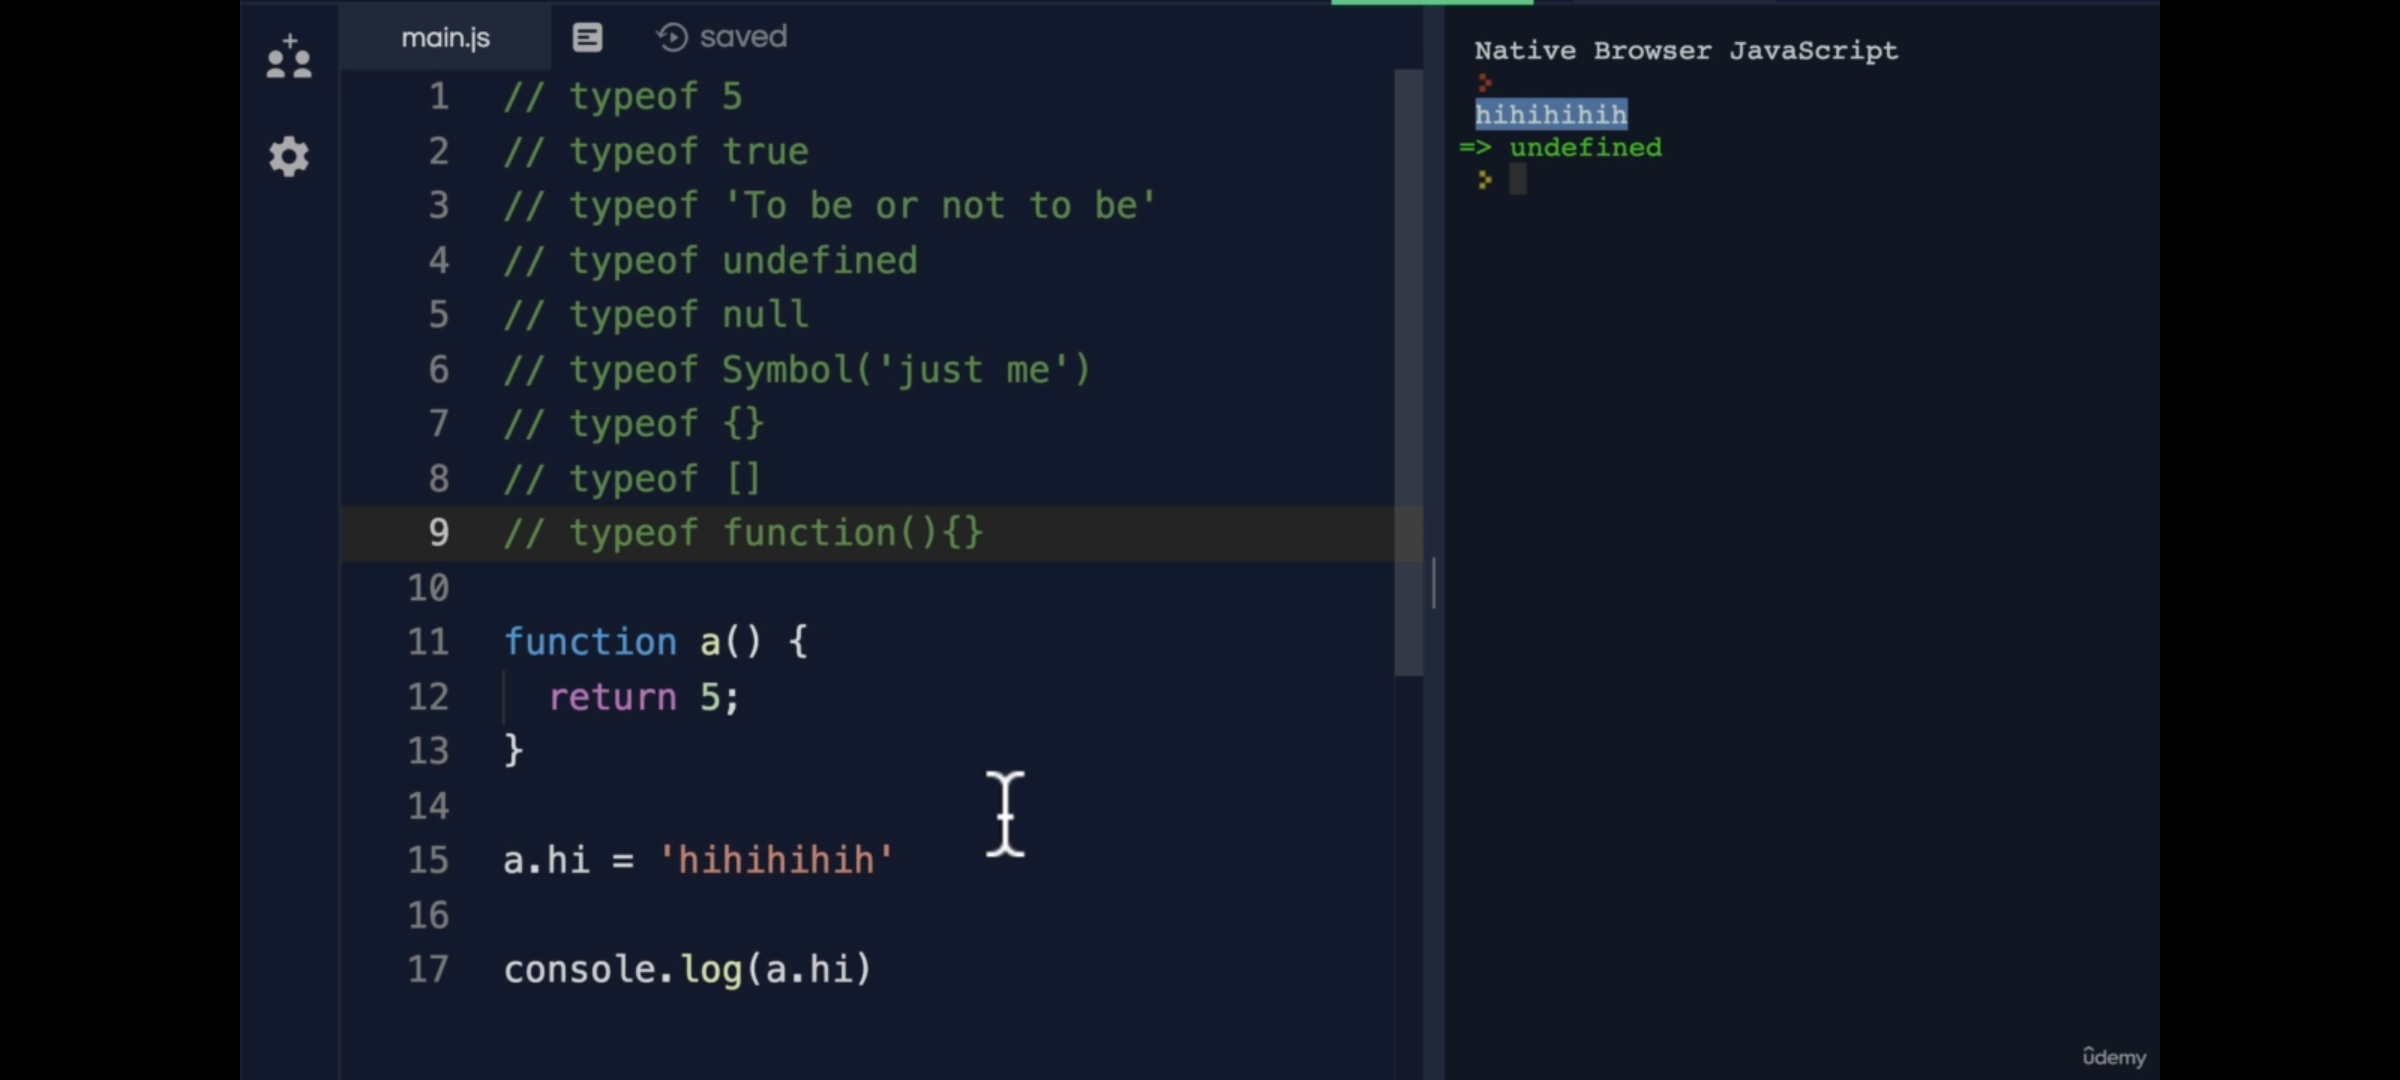 main.js saved
1 // typeof 5
2 // typeof true
3 // typeof 'To be or not to be'
4 // typeof undefined
5 // typeof null
6 // typeof Symbol('just me')
7 // typeof {}
8 // typeof []
9 // typeof function(){}
10
11 function a() {
12 return 5;
13 }
14
15 a.hi = 'hihihihih'
16
17 console.log(a.hi)
Native Browser JavaScript
hihihihih
=> undefined
ûdemy